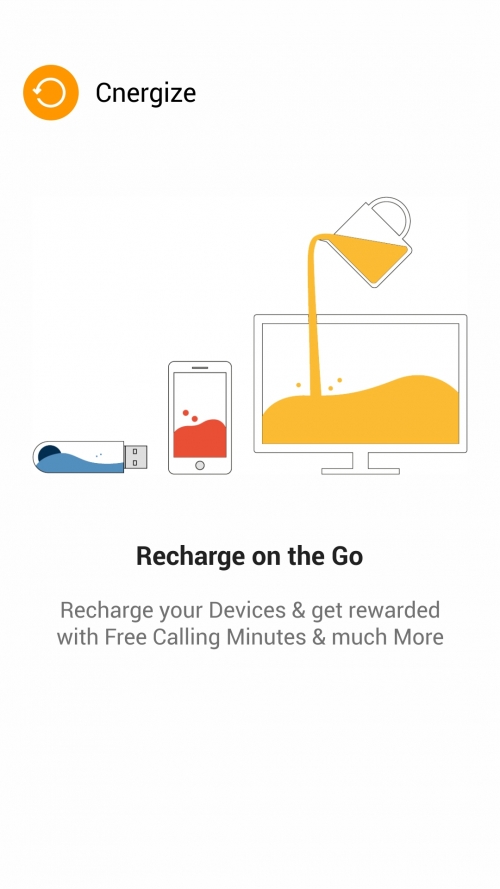 Cnergize
Recharge on the Go
Recharge your Devices & get rewarded
with Free Calling Minutes & much More